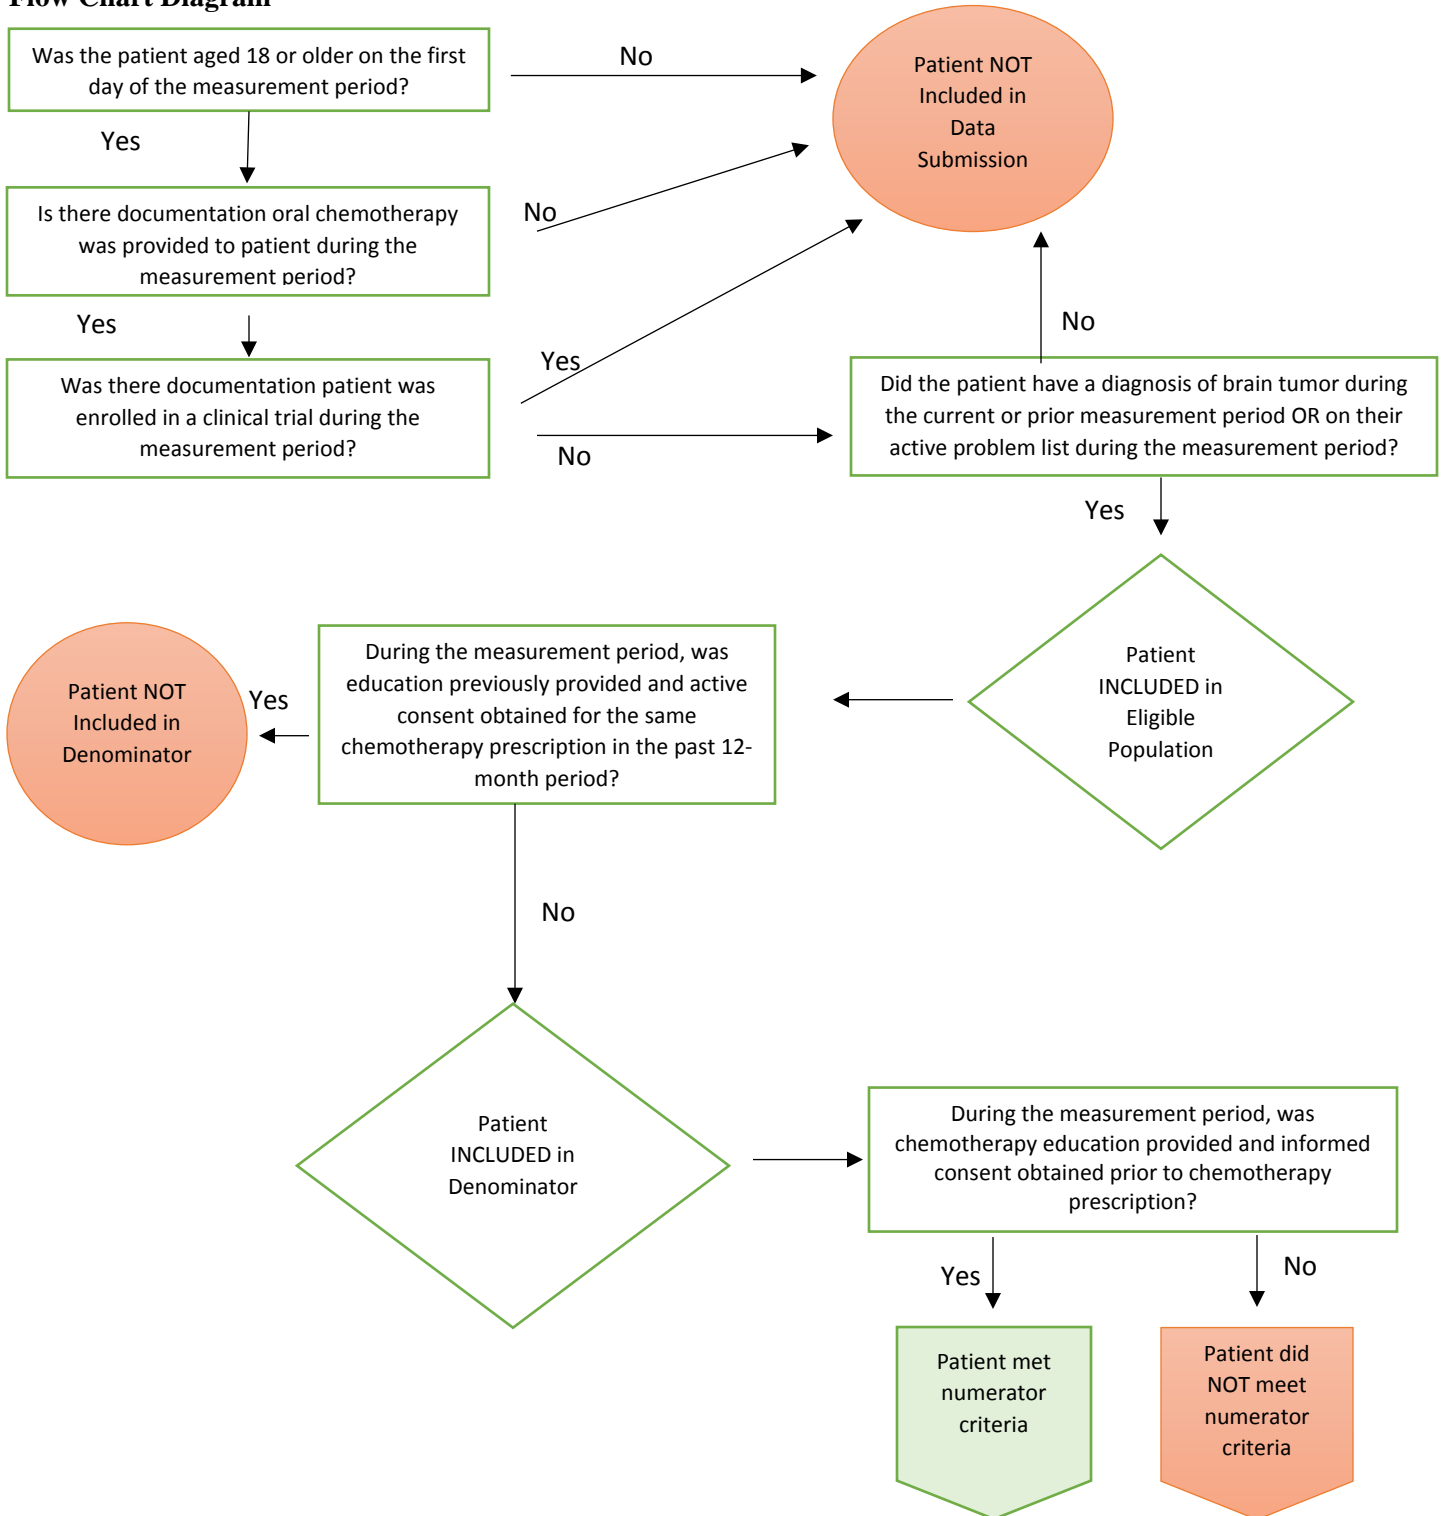 Flow Chart Diagram
Was the patient aged 18 or older on the first
day of the measurement period?
No
Patient NOT
Included in
Data
Submission
Yes
Is there documentation oral chemotherapy
was provided to patient during the
measurement period?
No
Yes
Was there documentation patient was
enrolled in a clinical trial during the
measurement period?
Yes
No
No
Did the patient have a diagnosis of brain tumor during
the current or prior measurement period OR on their
active problem list during the measurement period?
Yes
Patient
INCLUDED in
Eligible
Population
During the measurement period, was
education previously provided and active
consent obtained for the same
chemotherapy prescription in the past 12-
month period?
Yes
Patient NOT
Included in
Denominator
No
Patient
INCLUDED in
Denominator
During the measurement period, was
chemotherapy education provided and informed
consent obtained prior to chemotherapy
prescription?
Yes
No
Patient met
numerator
criteria
Patient did
NOT meet
numerator
criteria